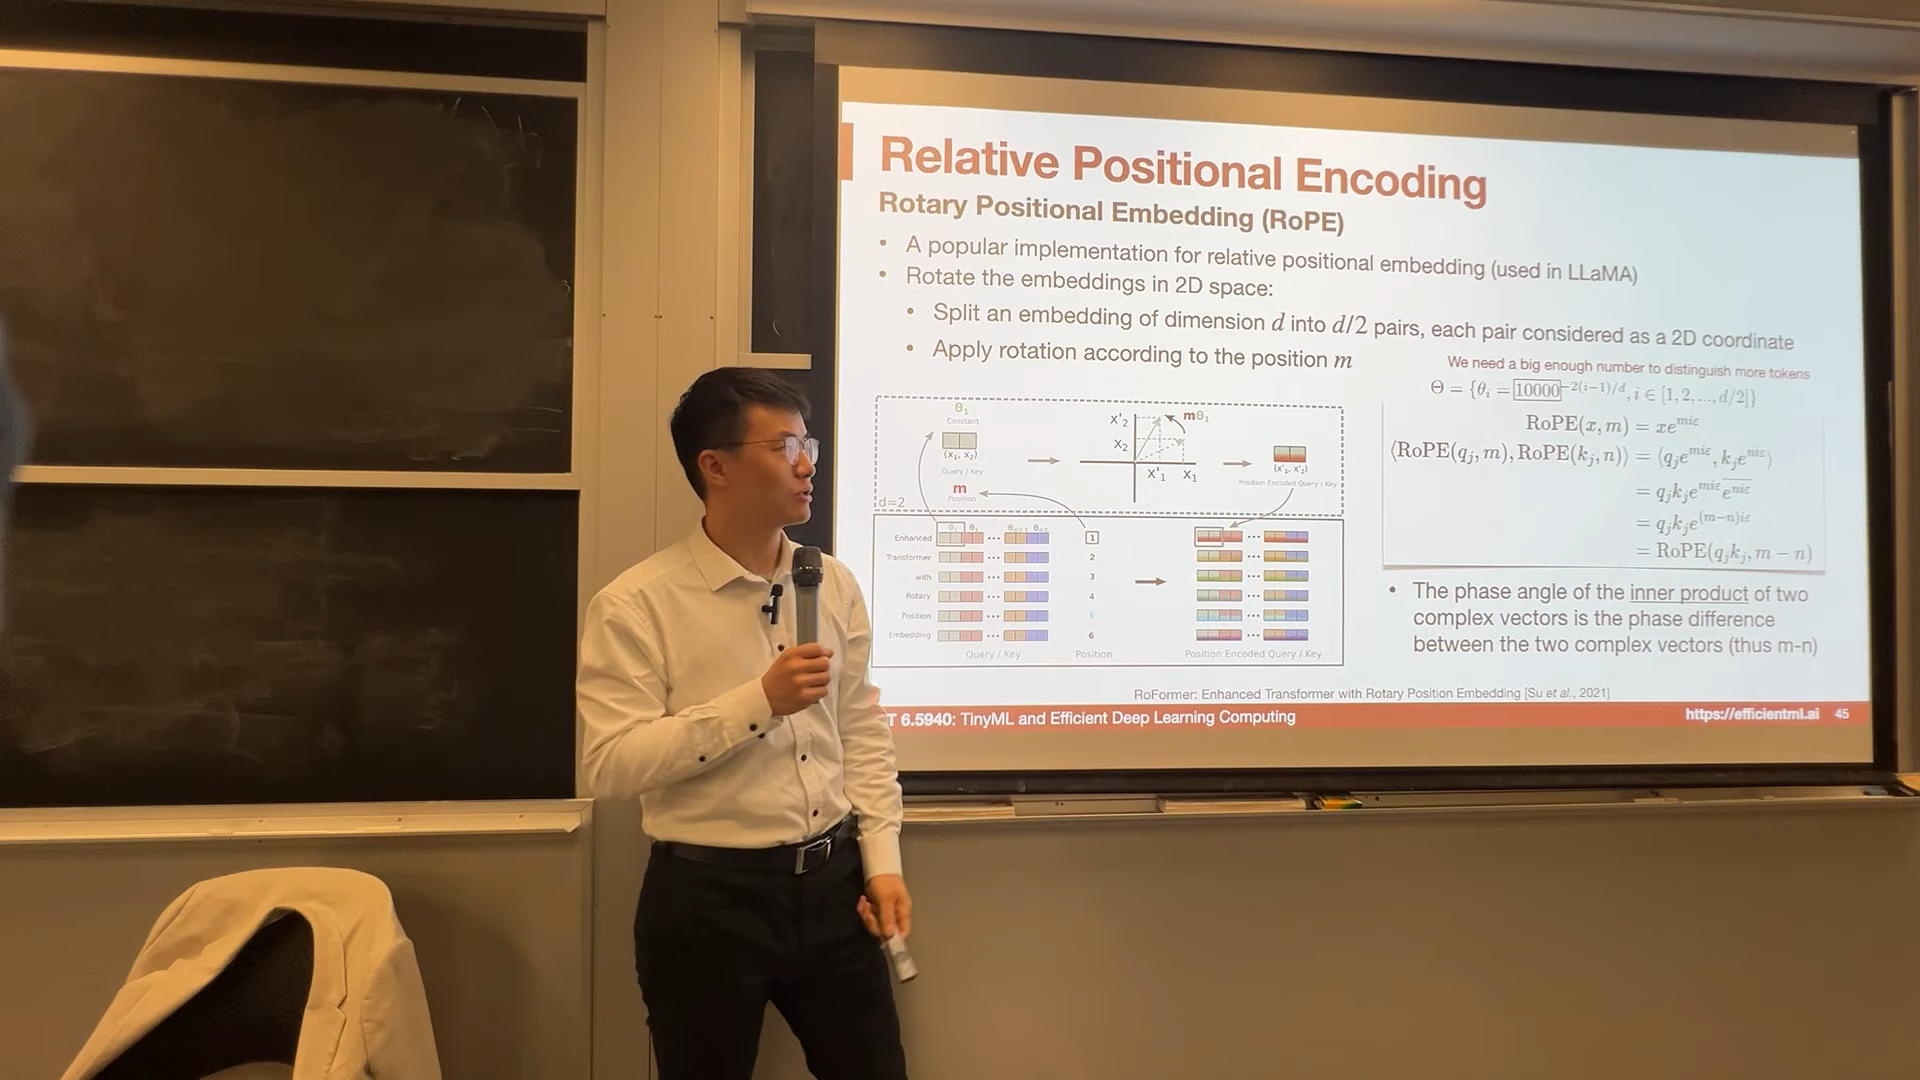 Relative Positional Encoding
Rotary Positional Embedding (RoPE)
• A popular implementation for relative positional embedding (used in LLaMA)
• Rotate the embeddings in 2D space:
• Split an embedding of dimension d into d/2 pairs, each pair considered as a 2D coordinate
• Apply rotation according to the position m
We need a big enough number to distinguish more tokens
Θ = {θᵢ = 10000^{−2(i−1)/d}, i ∈ [1, 2, ..., d/2]}
RoPE(x, m) = xe^{miε}
⟨RoPE(qⱼ, m), RoPE(kⱼ, n)⟩ = ⟨qⱼe^{miε}, kⱼe^{niε}⟩
= qⱼkⱼe^{miε}\overline{e^{niε}}
= qⱼkⱼe^{(m−n)iε}
= RoPE(qⱼkⱼ, m − n)
θ₁
Constant
(x₁, x₂)
Query / Key
m
Position
d=2
X'₂
X₂
X'₁ X₁
mθ₁
(x'₁, x'₂)
Position Encoded Query / Key
Enhanced ... 1 ...
Transformer ... 2 ...
with ... 3 ...
Rotary ... 4 ...
Position ... 5 ...
Embedding ... 6 ...
Query / Key Position Position Encoded Query / Key
• The phase angle of the inner product of two
complex vectors is the phase difference
between the two complex vectors (thus m-n)
RoFormer: Enhanced Transformer with Rotary Position Embedding [Su et al., 2021]
T 6.5940: TinyML and Efficient Deep Learning Computing https://efficientml.ai 45